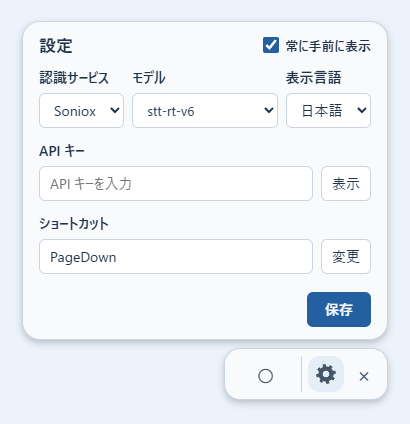 設定
常に手前に表示
認識サービス モデル 表示言語
Soniox stt-rt-v6 日本語
API キー
API キーを入力 表示
ショートカット
PageDown 変更
保存
○ ×